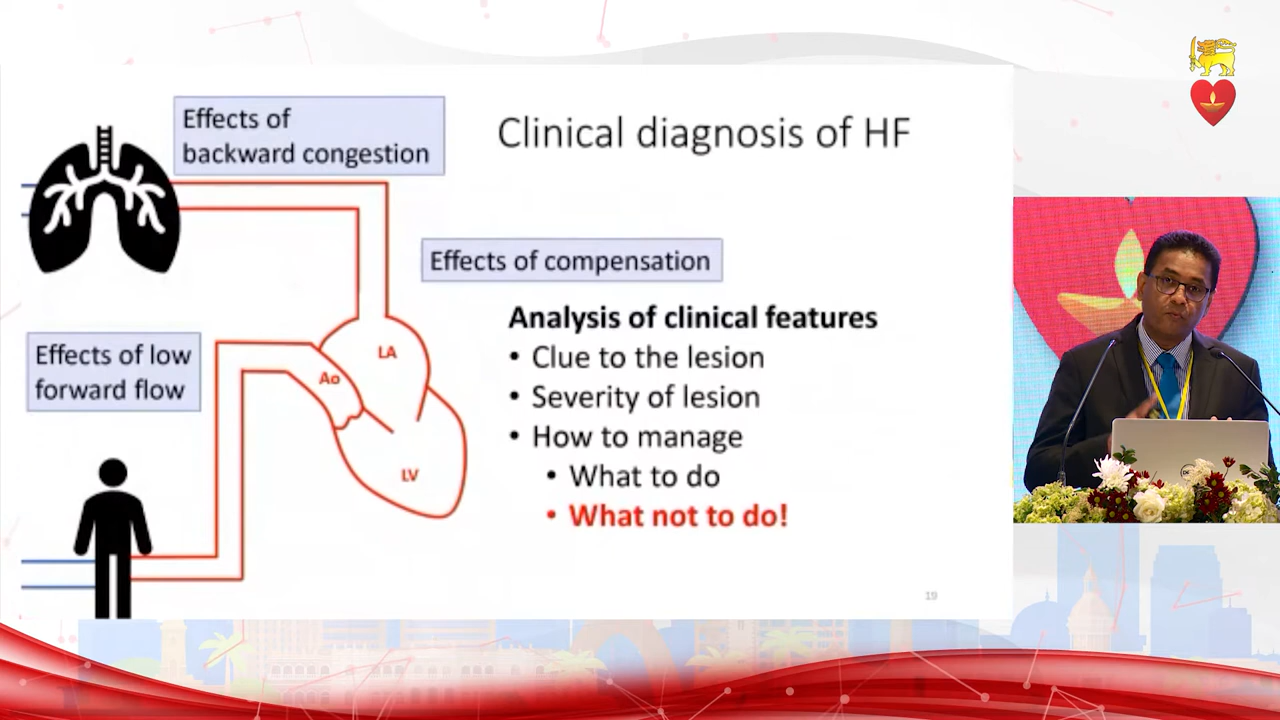 Effects of
backward congestion
Clinical diagnosis of HF
Effects of compensation
Analysis of clinical features
• Clue to the lesion
• Severity of lesion
• How to manage
• What to do
• What not to do!
Effects of low
forward flow
LA
Ao
LV
19
DELL